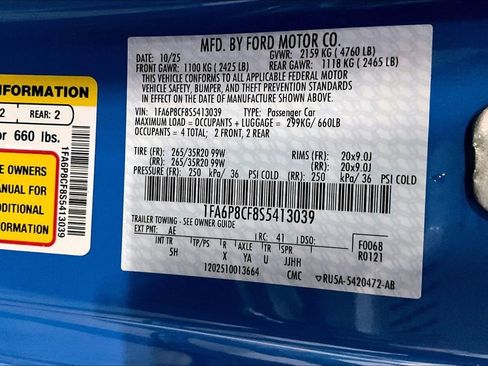 INFORMATION
2 REAR: 2
or 660 lbs.
E OWNERS
MANUAL FOR
ADDITIONAL
FORMATION
1FA6P8CF8S5413039
MFD. BY FORD MOTOR CO.
10/25
GVWR: 2159 KG ( 4760 LB)
FRONT GAWR: 1100 KG ( 2425 LB)
REAR GAWR: 1118 KG ( 2465 LB)
THIS VEHICLE CONFORMS TO ALL APPLICABLE FEDERAL MOTOR
VEHICLE SAFETY, BUMPER, AND THEFT PREVENTION STANDARDS
IN EFFECT ON THE DATE OF MANUFACTURE SHOWN ABOVE.
VIN: 1FA6P8CF8S5413039 TYPE: Passenger Car
MAXIMUM LOAD = OCCUPANTS + LUGGAGE = 299KG/660LB
OCCUPANTS = 4 TOTAL; 2 FRONT, 2 REAR
TIRE (FR): 265/35R20 99W RIMS (FR): 20x9.0J
(RR): 265/35R20 99W (RR): 20x9.0J
PRESSURE (FR): 250 kPa/ 36 PSI COLD (RR): 250 kPa/ 36 PSI COLD
1FA6P8CF8S5413039
TRAILER TOWING - SEE OWNER GUIDE
EXT PNT: AE RC: 41 DSO: F0068
INT TR TP/PS R AXLE TR SPR R0121
5H U JJHH
1202510013664 CMC RU5A-5420472-AB